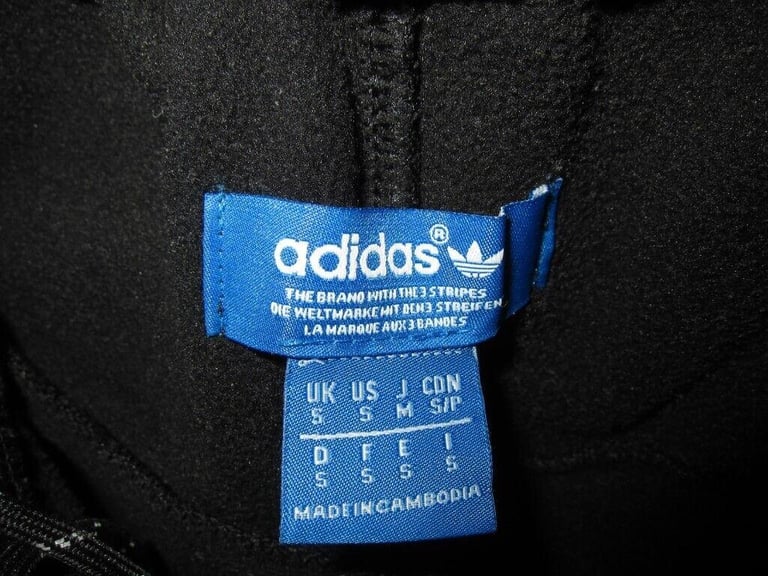 adidas®
THE BRAND WITH THE 3 STRIPES
DIE WELTMARKE MIT DEN 3 STREIFEN
LA MARQUE AUX 3 BANDES
UK US J CDN
S S M S/P
D F E I
S S S S
MADE IN CAMBODIA